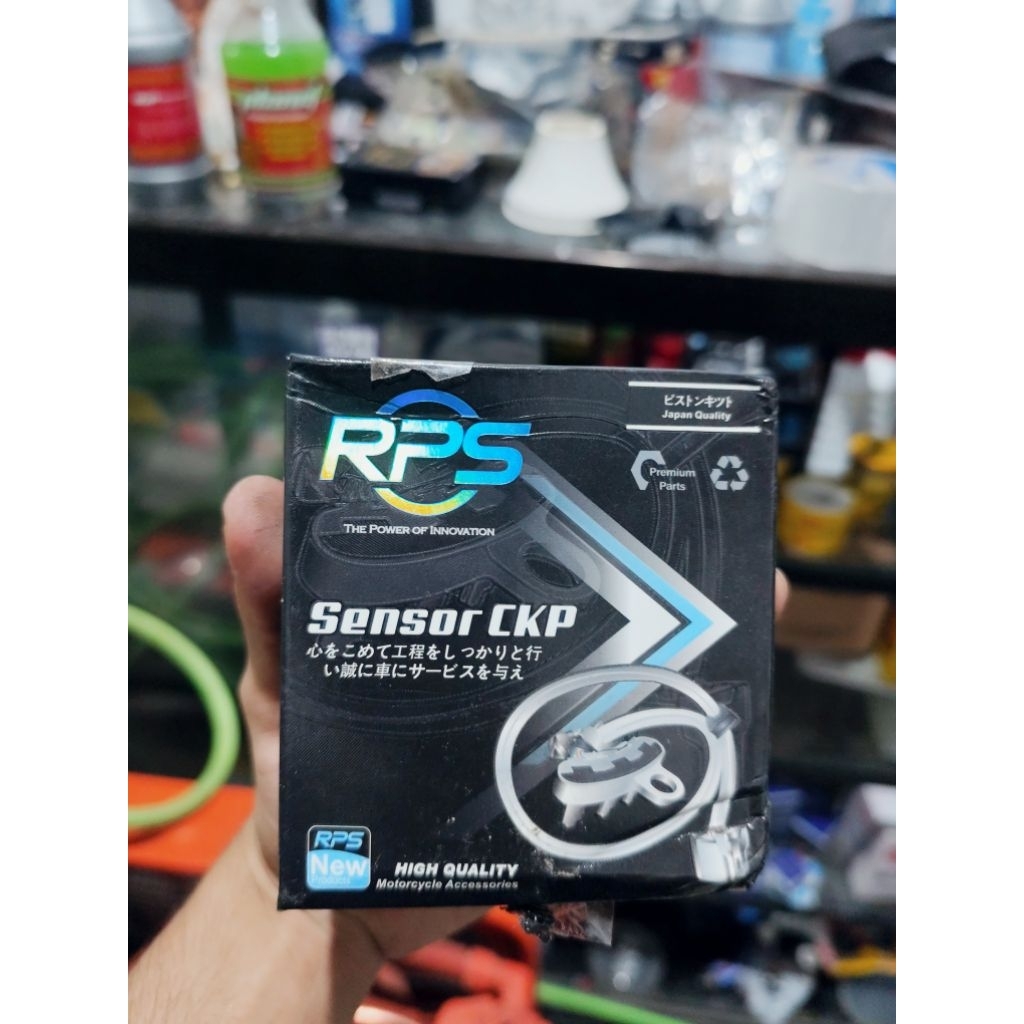 RPS
THE POWER OF INNOVATION
ピストンキット
Japan Quality
Premium
Parts
Sensor CKP
心をこめて工程をしつかりと行
い誠に車にサービスを与え
RPS
New
Products
HIGH QUALITY
Motorcycle Accessories